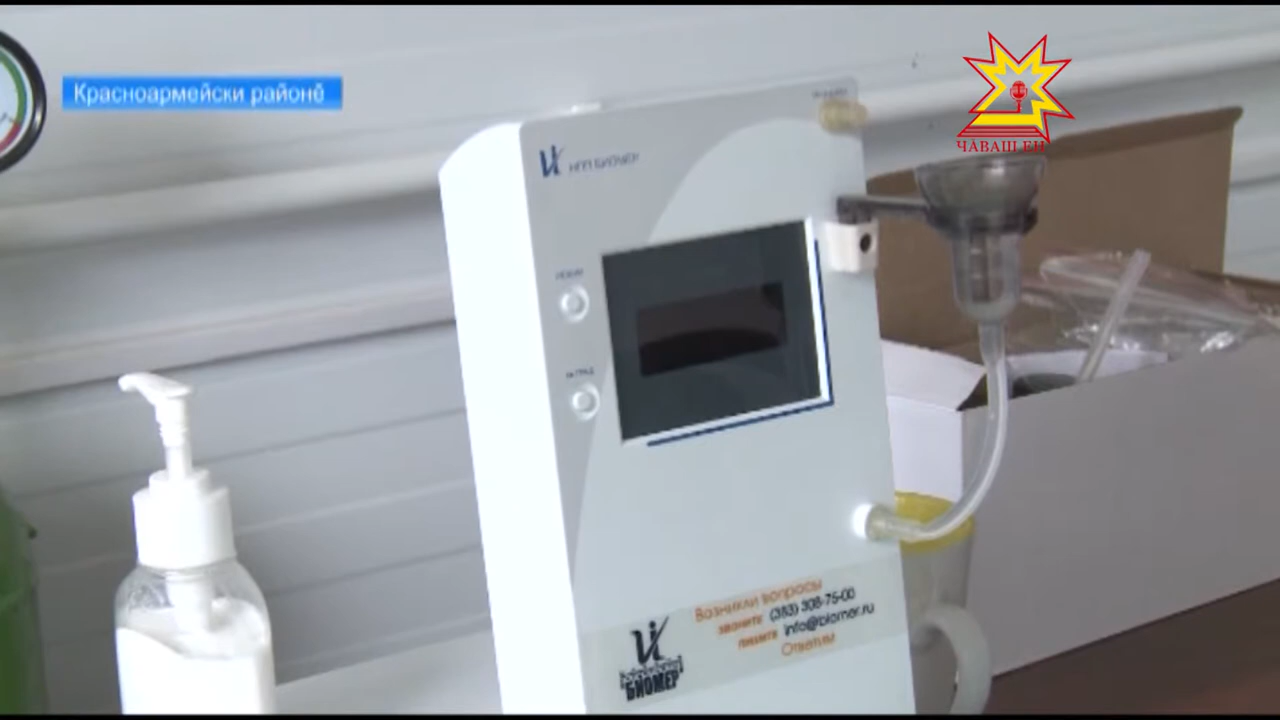 Красноармейски районĕ
ЧĂВАШ ЕН
НПП БИОМЕР
РЕЖИМ
Возникли вопросы
звоните (383) 308-75-00
пишите info@biomer.ru
Ответим
БИОМЕР